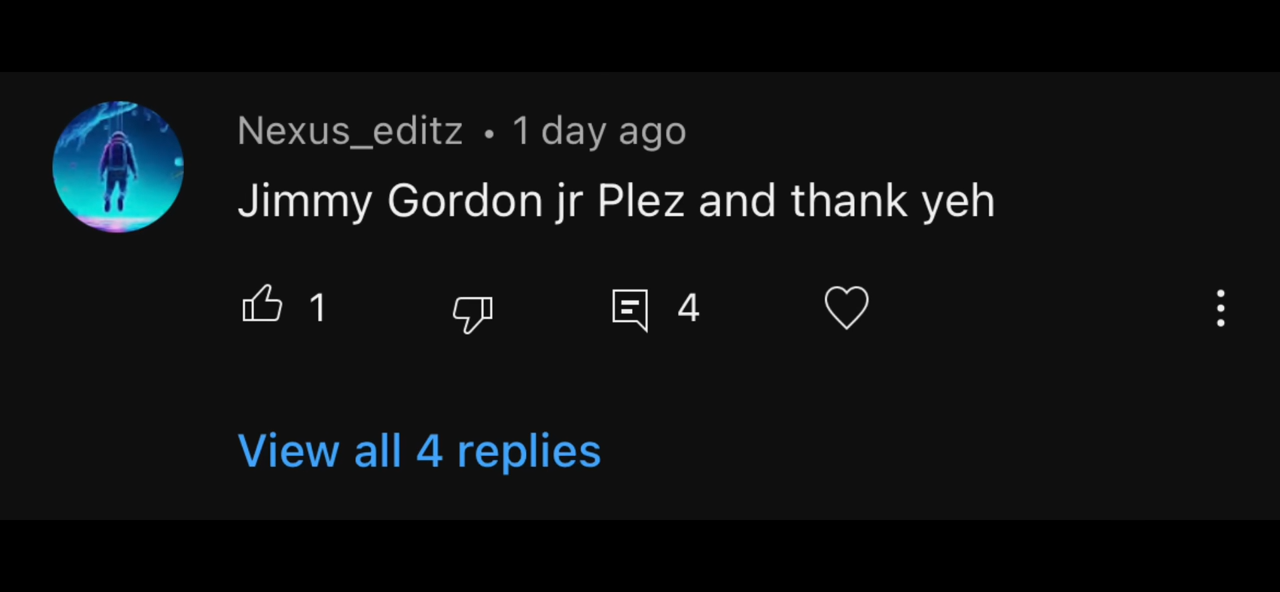 Nexus_editz • 1 day ago
Jimmy Gordon jr Plez and thank yeh
1 4
View all 4 replies